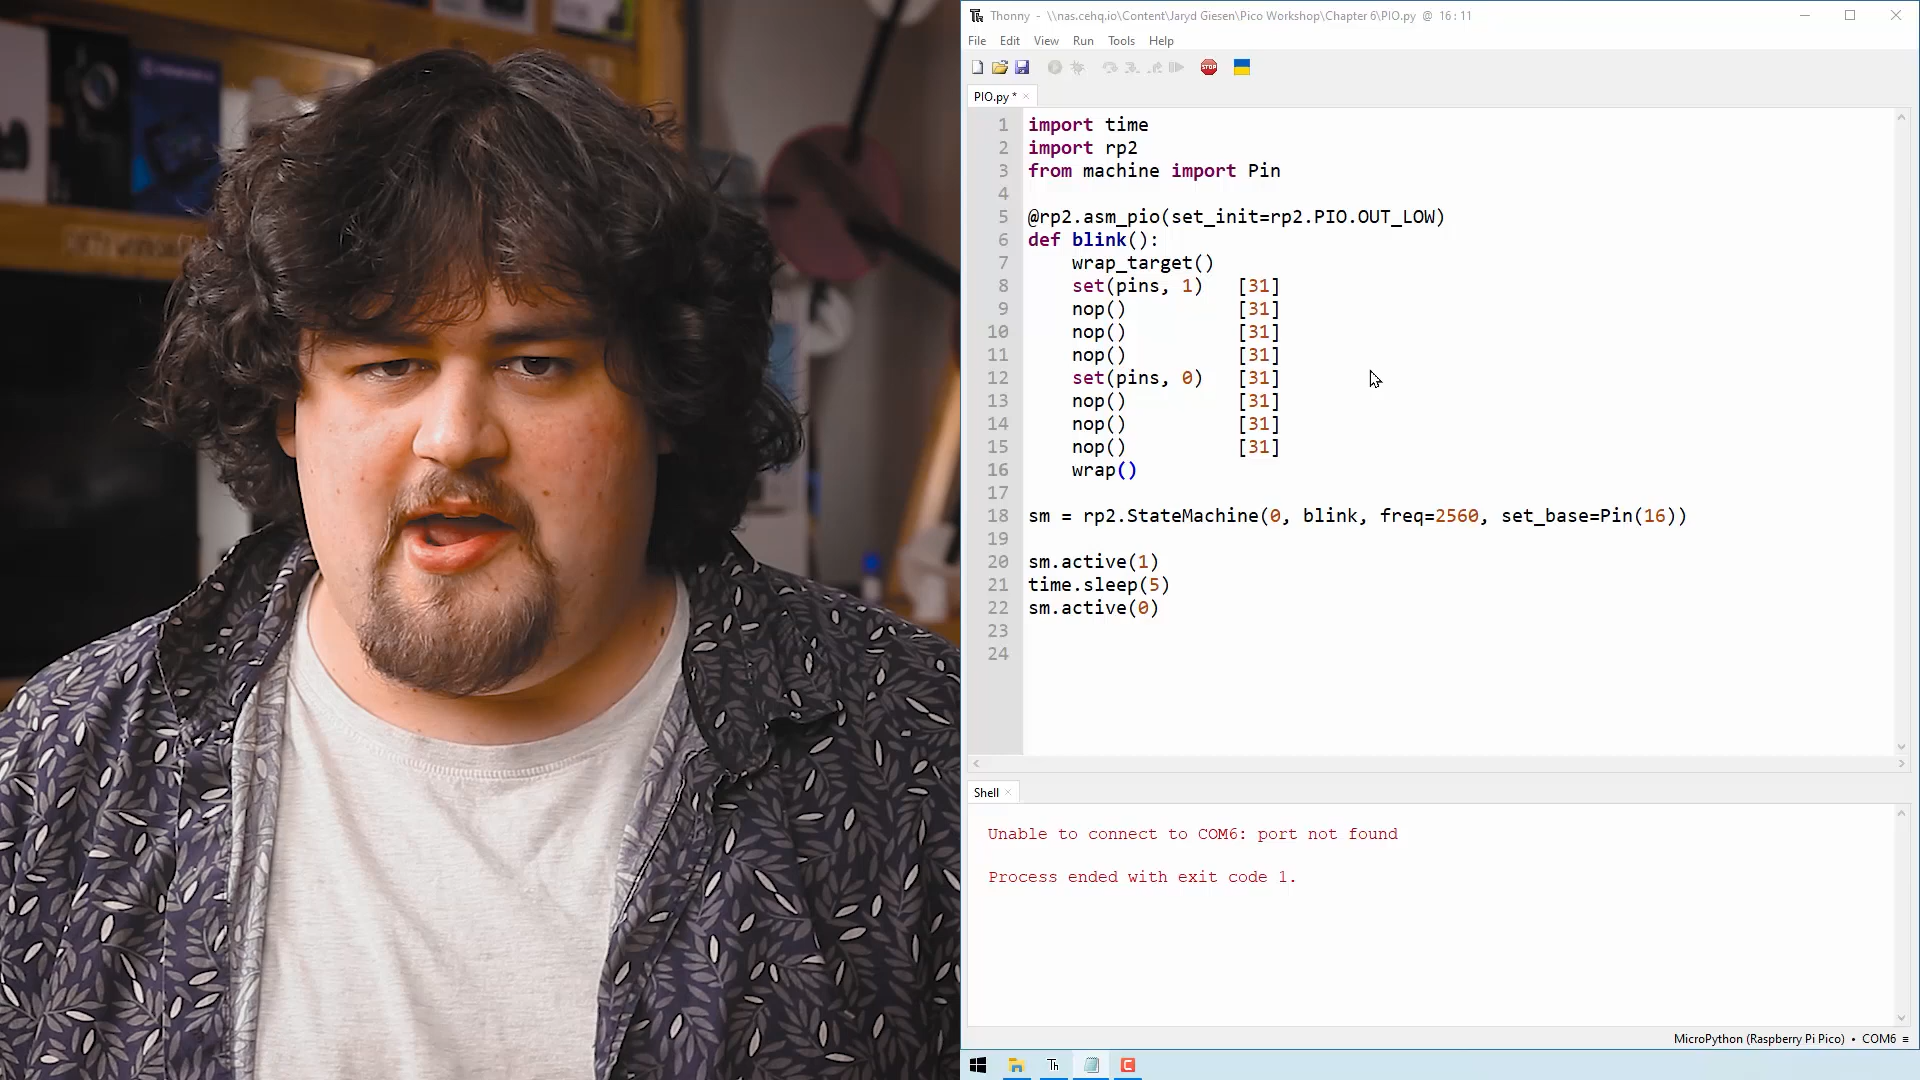 Thonny - \\nas.cehq.io\Content\Jaryd Giesen\Pico Workshop\Chapter 6\PIO.py @ 16:11
File Edit View Run Tools Help
STOP
PIO.py *
1 import time
2 import rp2
3 from machine import Pin
4
5 @rp2.asm_pio(set_init=rp2.PIO.OUT_LOW)
6 def blink():
7 wrap_target()
8 set(pins, 1) [31]
9 nop() [31]
10 nop() [31]
11 nop() [31]
12 set(pins, 0) [31]
13 nop() [31]
14 nop() [31]
15 nop() [31]
16 wrap()
17
18 sm = rp2.StateMachine(0, blink, freq=2560, set_base=Pin(16))
19
20 sm.active(1)
21 time.sleep(5)
22 sm.active(0)
23
24
Shell
Unable to connect to COM6: port not found
Process ended with exit code 1.
MicroPython (Raspberry Pi Pico) • COM6 ≡